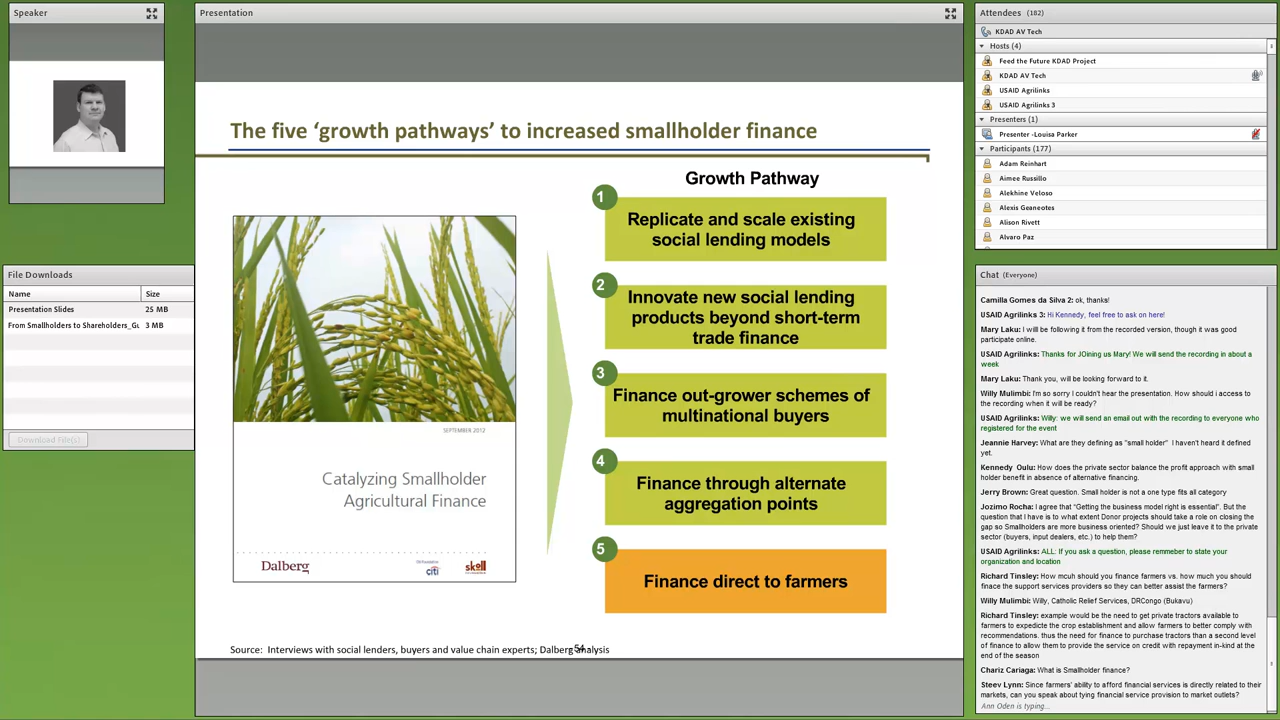 Speaker
Presentation
The five ‘growth pathways’ to increased smallholder finance
Growth Pathway
1
Replicate and scale existing
social lending models
2
Innovate new social lending
products beyond short-term
trade finance
3
Finance out-grower schemes of
multinational buyers
4
Finance through alternate
aggregation points
5
Finance direct to farmers
SEPTEMBER 2012
Catalyzing Smallholder
Agricultural Finance
Dalberg
citi
skoll
Source: Interviews with social lenders, buyers and value chain experts; Dalberg analysis
54
File Downloads
Name Size
Presentation Slides 25 MB
From Smallholders to Shareholders_Gu 3 MB
Download File(s)
Attendees (182)
KDAD AV Tech
Hosts (4)
Feed the Future KDAD Project
KDAD AV Tech
USAID Agrilinks
USAID Agrilinks 3
Presenters (1)
Presenter -Louisa Parker
Participants (177)
Adam Reinhart
Aimee Russillo
Alekhine Veloso
Alexis Geaneotes
Alison Rivett
Alvaro Paz
Chat (Everyone)
Camilla Gomes da Silva 2: ok, thanks!
USAID Agrilinks 3: Hi Kennedy, feel free to ask on here!
Mary Laku: I will be following it from the recorded version, though it was good
participate online.
USAID Agrilinks: Thanks for JOining us Mary! We will send the recording in about a
week
Mary Laku: Thank you, will be looking forward to it.
Willy Mulimbi: I'm so sorry I couldn't hear the presentation. How should i access to
the recording when it will be ready?
USAID Agrilinks: Willy: we will send an email out with the recording to everyone who
registered for the event
Jeannie Harvey: What are they defining as "small holder" I haven't heard it defined
yet.
Kennedy Oulu: How does the private sector balance the profit approach with small
holder benefit in absence of alternative financing.
Jerry Brown: Great question. Small holder is not a one type fits all category
Jozimo Rocha: I agree that "Getting the business model right is essential". But the
question that I have is to what extent Donor projects should take a role on closing the
gap so Smallholders are more business oriented? Should we just leave it to the private
sector (buyers, input dealers, etc.) to help them?
USAID Agrilinks: ALL: If you ask a question, please remmeber to state your
organization and location
Richard Tinsley: How mcuh should you finance farmers vs. how much you should
finace the support services providers so they can better assist the farmers?
Willy Mulimbi: Willy, Catholic Relief Services, DRCongo (Bukavu)
Richard Tinsley: example would be the need to get private tractors available to
farmers to expedicte the crop establishment and allow farmers to better comply with
recommendations. thus the need for finance to purchase tractors than a second level
of finance to allow them to provide the service on credit with repayment in-kind at the
end of the season
Chariz Cariaga: What is Smallholder finance?
Steev Lynn: Since farmers' ability to afford financial services is directly related to their
markets, can you speak about tying financial service provision to market outlets?
Ann Oden is typing...